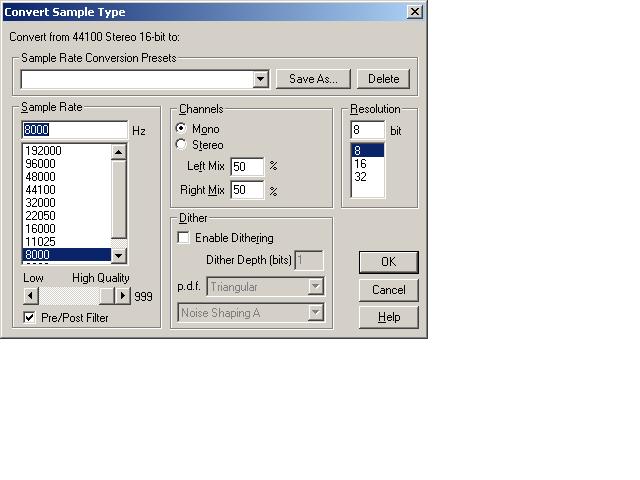 Convert Sample Type
Convert from 44100 Stereo 16-bit to:
Sample Rate Conversion Presets
Save As...
Delete
Sample Rate
8000 Hz
192000
96000
48000
44100
32000
22050
16000
11025
8000
Low High Quality
999
Pre/Post Filter
Channels
Mono
Stereo
Left Mix 50 %
Right Mix 50 %
Dither
Enable Dithering
Dither Depth (bits) 1
p.d.f. Triangular
Noise Shaping A
Resolution
8 bit
8
16
32
OK
Cancel
Help